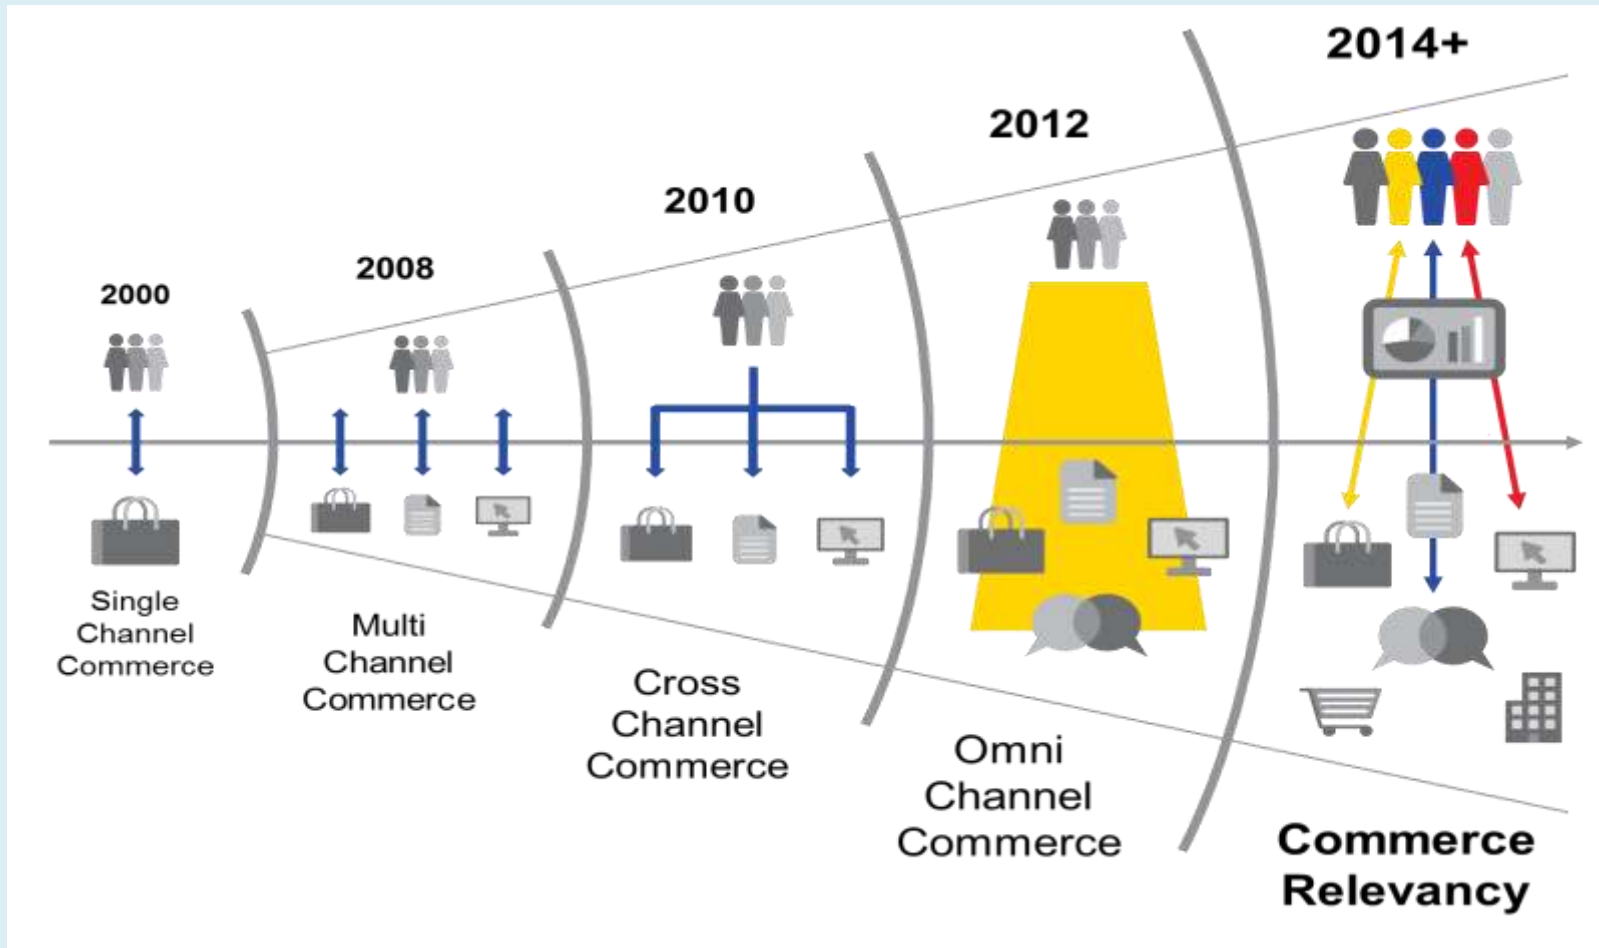 2000
Single
Channel
Commerce
2008
Multi
Channel
Commerce
2010
Cross
Channel
Commerce
2012
Omni
Channel
Commerce
2014+
Commerce
Relevancy